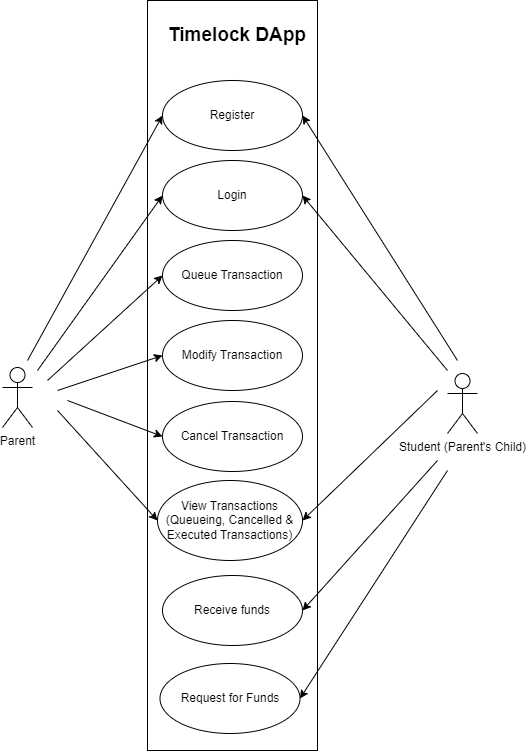 Timelock DApp
Register
Login
Queue Transaction
Modify Transaction
Cancel Transaction
Parent
Student (Parent's Child)
View Transactions
(Queueing, Cancelled &
Executed Transactions)
Receive funds
Request for Funds